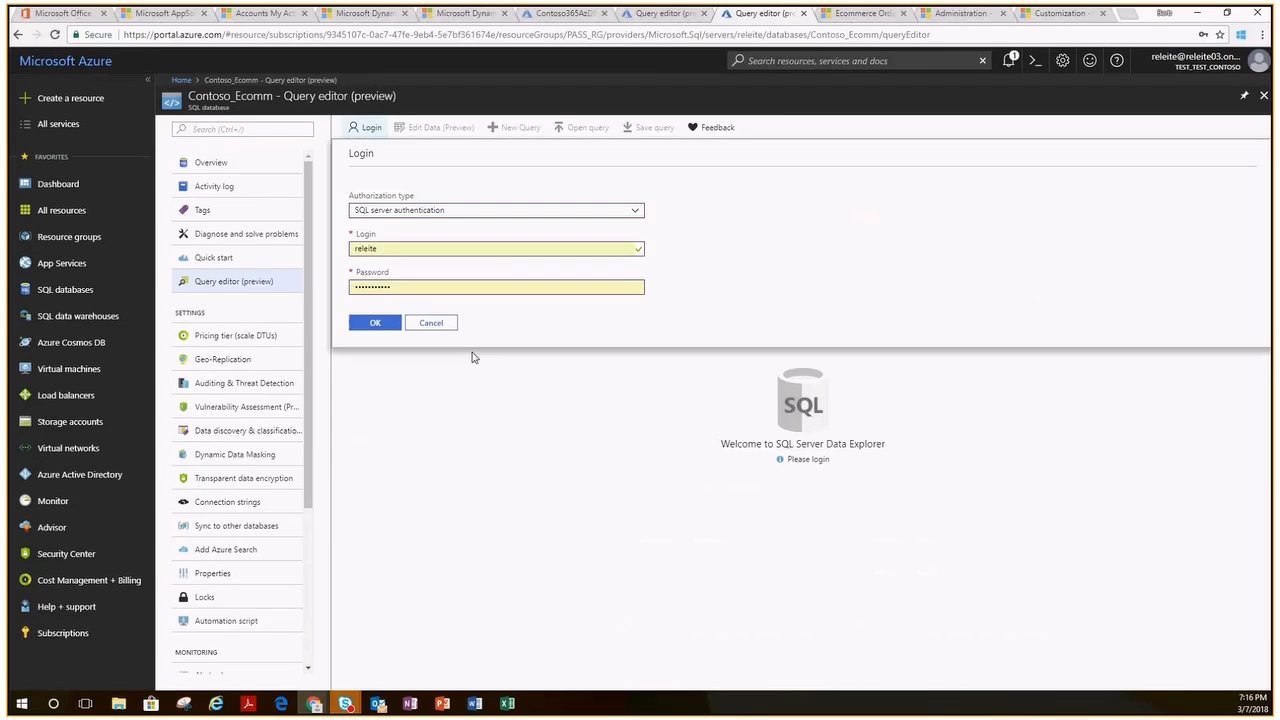 Microsoft Office
Microsoft AppSo
Accounts My Ac
Microsoft Dynam
Microsoft Dynam
Contoso365AzDB
Query editor (pre
Query editor (pre
Ecommerce Ord
Administration -
Customization -
Barb
Secure
https://portal.azure.com/#resource/subscriptions/9345107c-0ac7-47fe-9eb4-5e7bf361674e/resourceGroups/PASS_RG/providers/Microsoft.Sql/servers/releite/databases/Contoso_Ecomm/queryEditor
Microsoft Azure
Search resources, services and docs
1
releite@releite03.on...
TEST_TEST_CONTOSO
Home > Contoso_Ecomm - Query editor (preview)
Contoso_Ecomm - Query editor (preview)
SQL database
Create a resource
All services
FAVORITES
Dashboard
All resources
Resource groups
App Services
SQL databases
SQL data warehouses
Azure Cosmos DB
Virtual machines
Load balancers
Storage accounts
Virtual networks
Azure Active Directory
Monitor
Advisor
Security Center
Cost Management + Billing
Help + support
Subscriptions
Search (Ctrl+/)
Overview
Activity log
Tags
Diagnose and solve problems
Quick start
Query editor (preview)
SETTINGS
Pricing tier (scale DTUs)
Geo-Replication
Auditing & Threat Detection
Vulnerability Assessment (Pr...
Data discovery & classificatio...
Dynamic Data Masking
Transparent data encryption
Connection strings
Sync to other databases
Add Azure Search
Properties
Locks
Automation script
MONITORING
Login
Edit Data (Preview)
New Query
Open query
Save query
Feedback
Login
Authorization type
SQL server authentication
* Login
releite
* Password
•••••••••••
OK
Cancel
SQL
Welcome to SQL Server Data Explorer
Please login
7:16 PM
3/7/2018